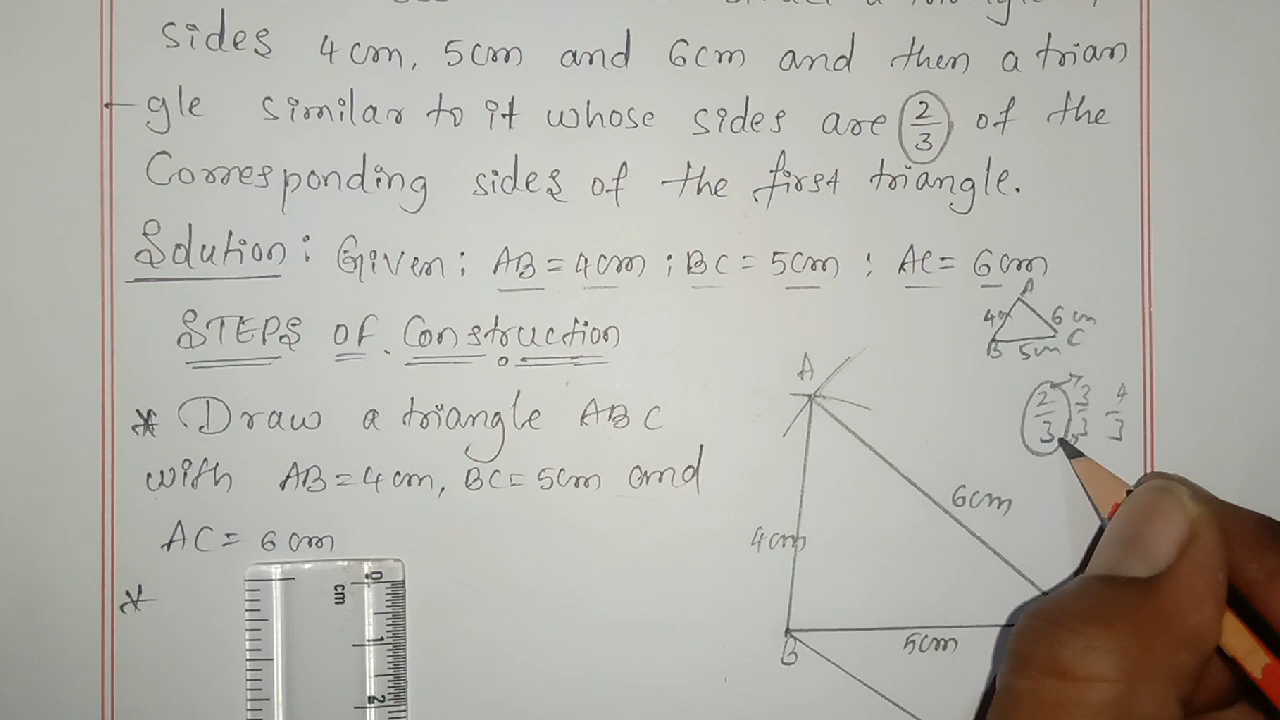 sides 4cm, 5cm and 6cm and then a trian
gle similar to it whose sides are 2/3 of the
Corresponding sides of the first triangle.
Solution: Given: AB=4cm; BC=5cm; AC=6cm
STEPS of Construction
A
6cm
B 5cm C
* Draw a triangle ABC
with AB=4cm, BC=5cm and
AC=6cm
*
A
2/3 3/3 4/3
6cm
4cm
5cm
B
0 cm
1
2